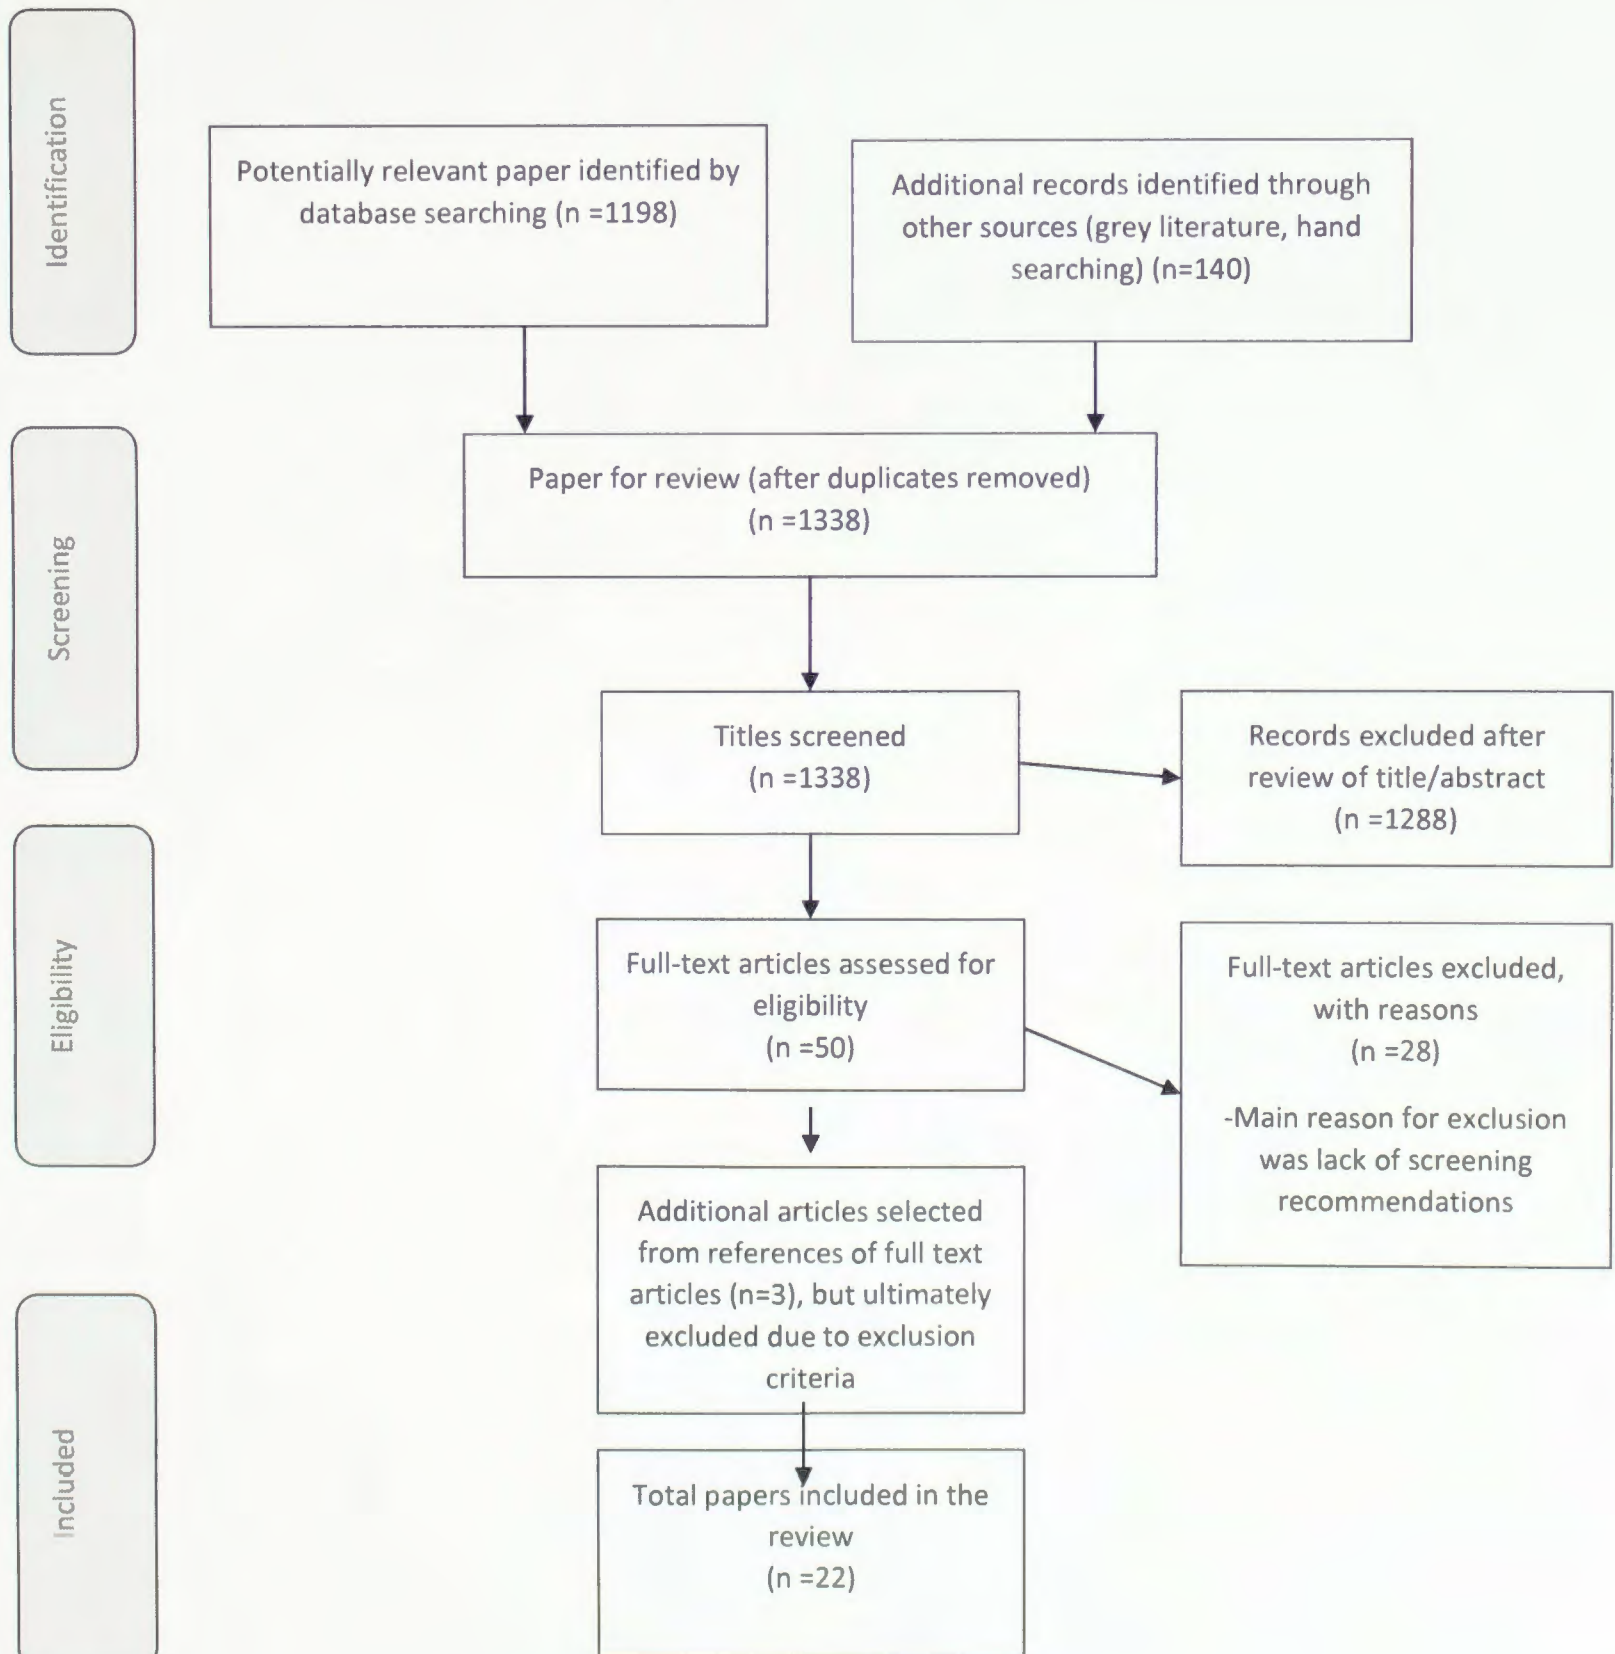 Identification
Potentially relevant paper identified by
database searching (n =1198)
Additional records identified through
other sources (grey literature, hand
searching) (n=140)
Screening
Paper for review (after duplicates removed)
(n =1338)
Titles screened
(n =1338)
Records excluded after
review of title/abstract
(n =1288)
Eligibility
Full-text articles assessed for
eligibility
(n =50)
Full-text articles excluded,
with reasons
(n =28)
-Main reason for exclusion
was lack of screening
recommendations
Additional articles selected
from references of full text
articles (n=3), but ultimately
excluded due to exclusion
criteria
Included
Total papers included in the
review
(n =22)